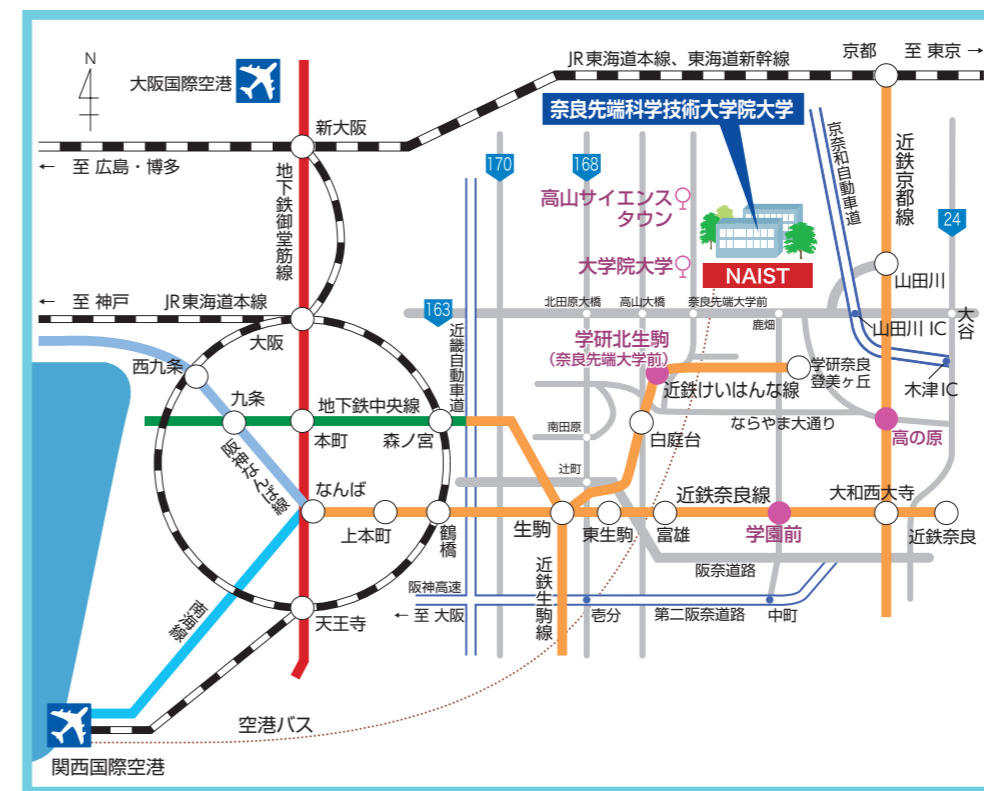 N
大阪国際空港
JR東海道本線、東海道新幹線
京都
至 東京 →
新大阪
← 至 広島・博多
奈良先端科学技術大学院大学
170
168
高山サイエンス
タウン
大学院大学
NAIST
京奈和自動車道
近鉄京都線
24
地下鉄御堂筋線
山田川
← 至 神戸
JR東海道本線
163
近畿自動車道
北田原大橋
高山大橋
奈良先端大学前
鹿畑
山田川 IC
大谷
大阪
学研北生駒
(奈良先端大学前)
学研奈良
登美ヶ丘
木津IC
西九条
近鉄けいはんな線
九条
地下鉄中央線
本町
森ノ宮
南田原
白庭台
ならやま大通り
高の原
阪神なんば線
辻町
なんば
上本町
鶴橋
生駒
東生駒
富雄
近鉄奈良線
学園前
大和西大寺
近鉄奈良
阪奈道路
近鉄生駒線
阪神高速
← 至 大阪
壱分
第二阪奈道路
中町
南海線
天王寺
空港バス
関西国際空港